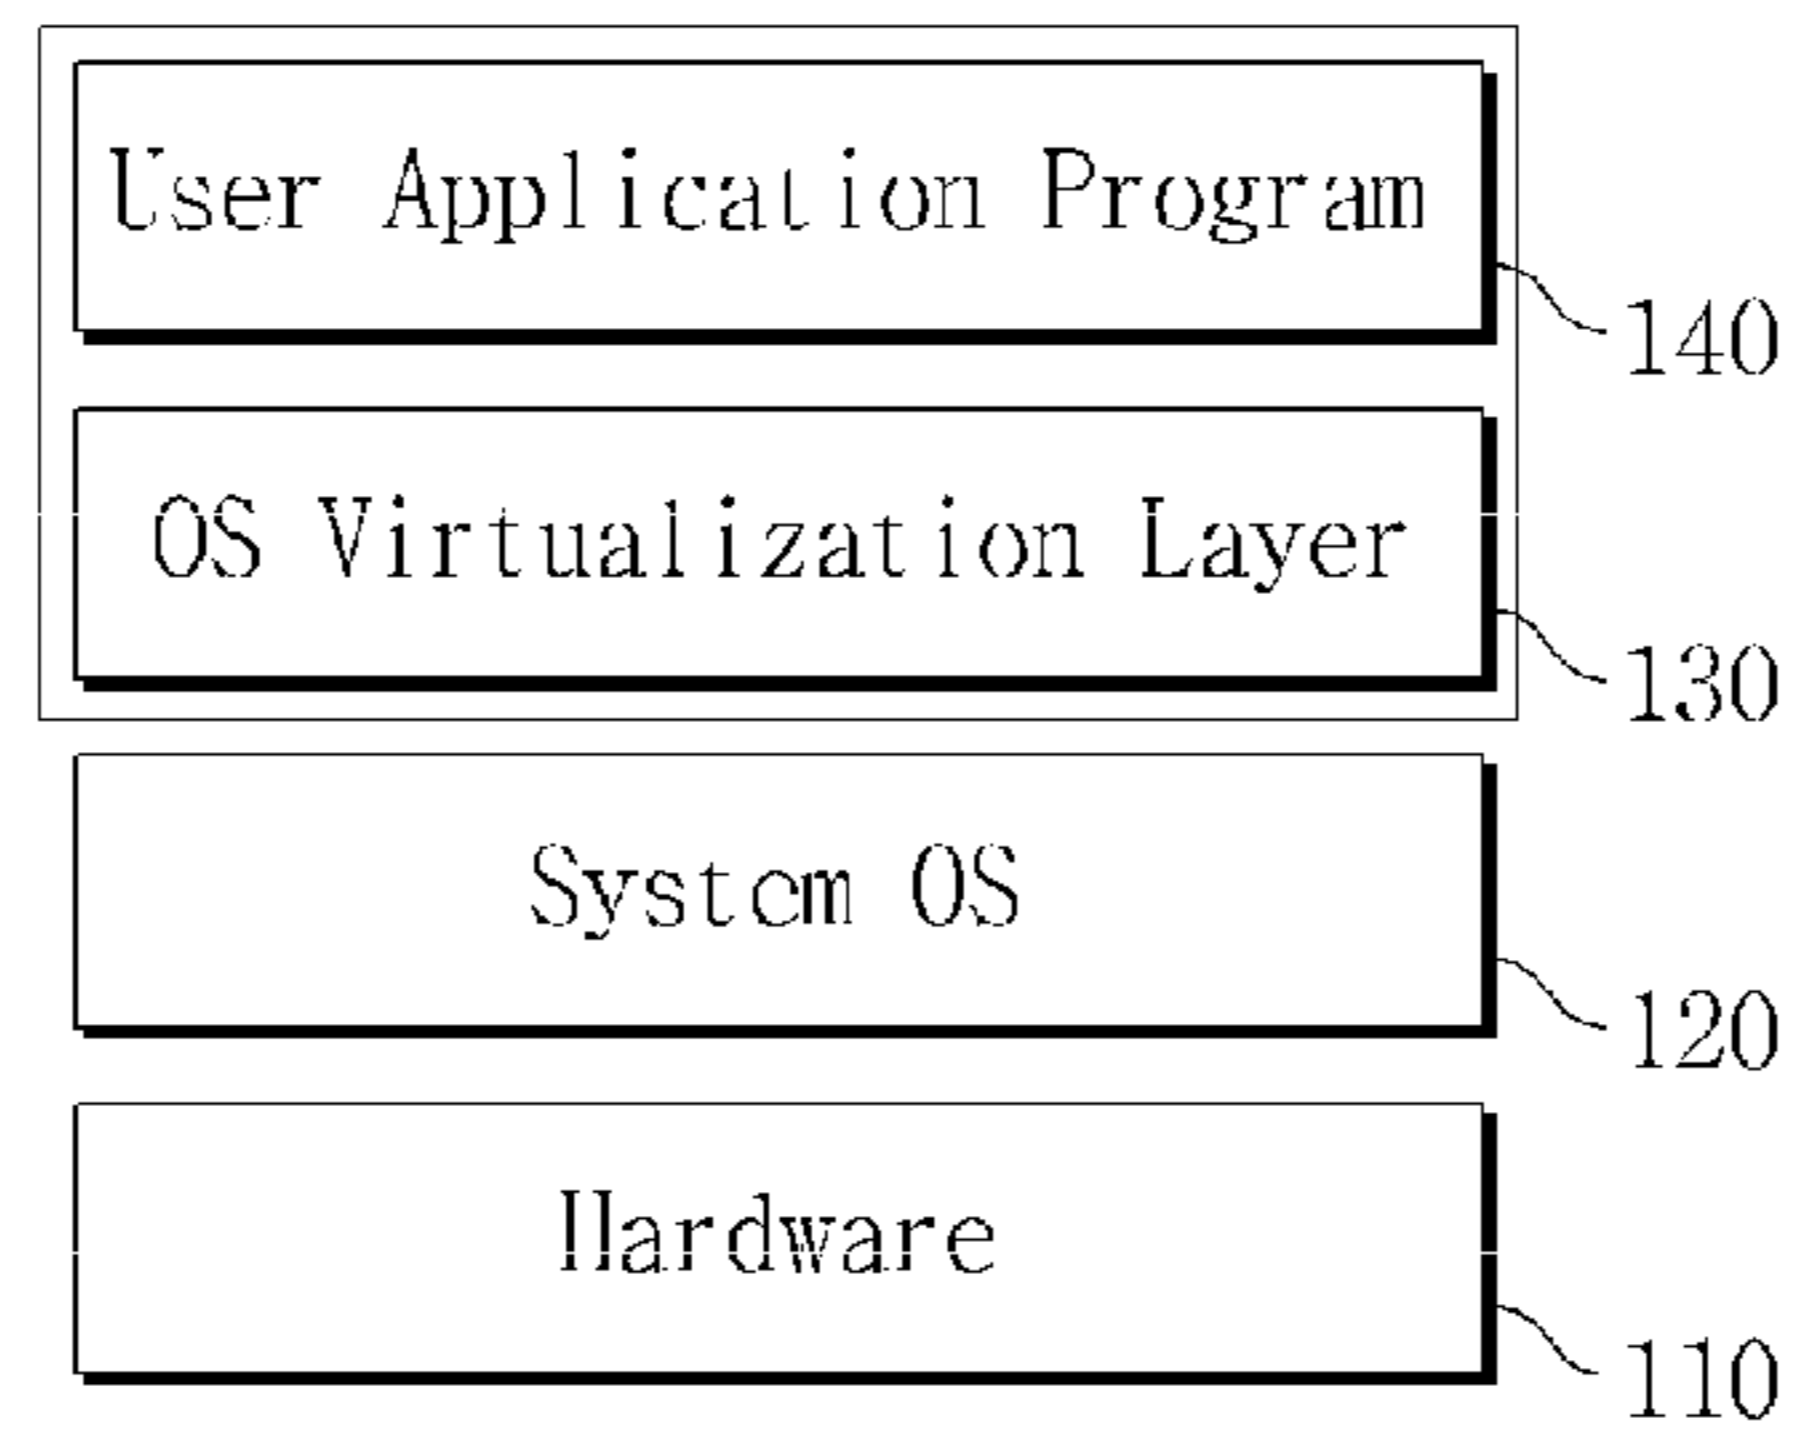 User Application Program
140
OS Virtualization Layer
130
System OS
120
Hardware
110